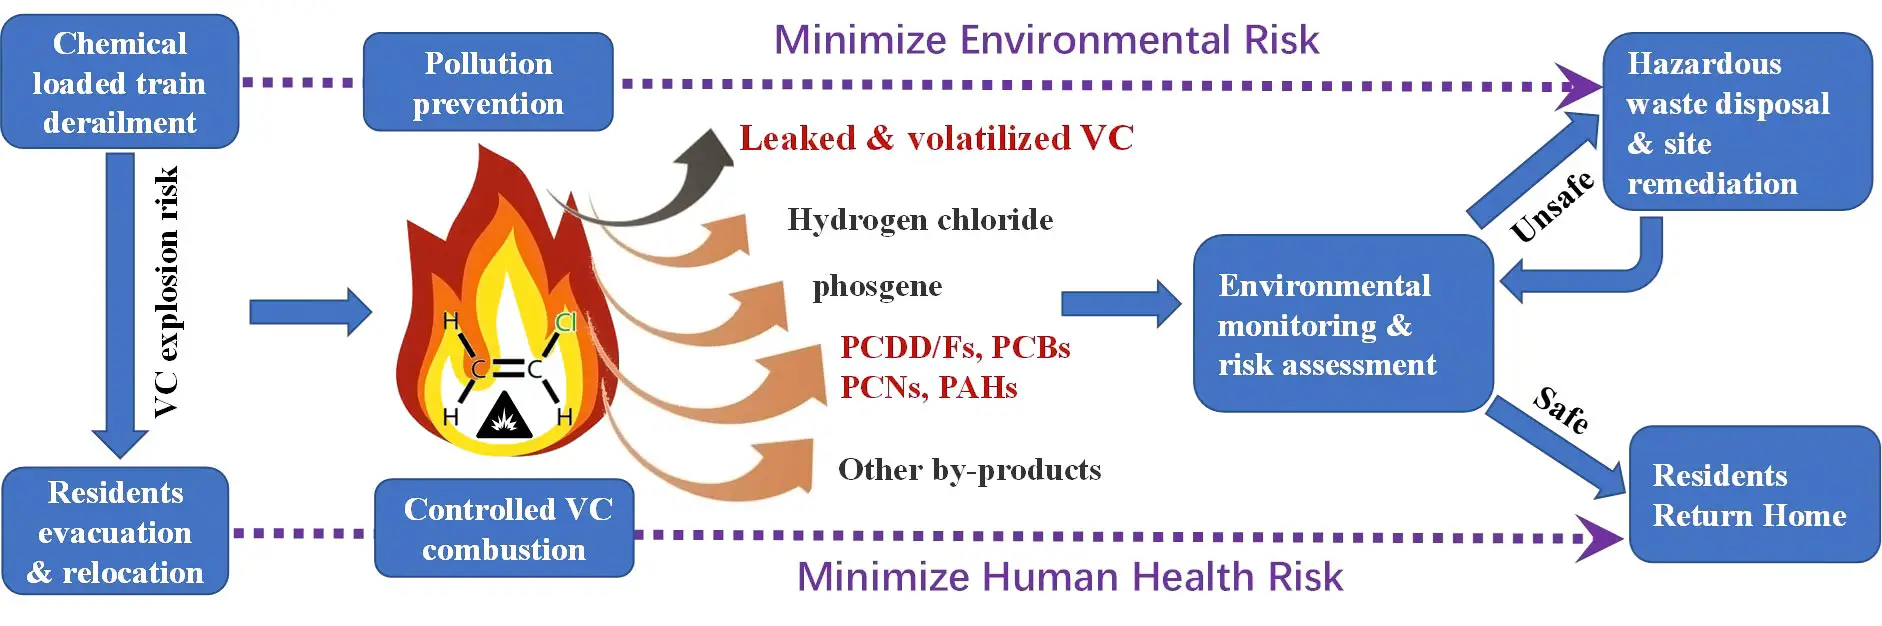 Chemical
loaded train
derailment
Pollution
prevention
Minimize Environmental Risk
Hazardous
waste disposal
& site
remediation
VC explosion risk
Leaked & volatilized VC
Hydrogen chloride
phosgene
PCDD/Fs, PCBs
PCNs, PAHs
Other by-products
H
Cl
C
C
H
H
Environmental
monitoring &
risk assessment
Unsafe
Safe
Residents
evacuation
& relocation
Controlled VC
combustion
Minimize Human Health Risk
Residents
Return Home